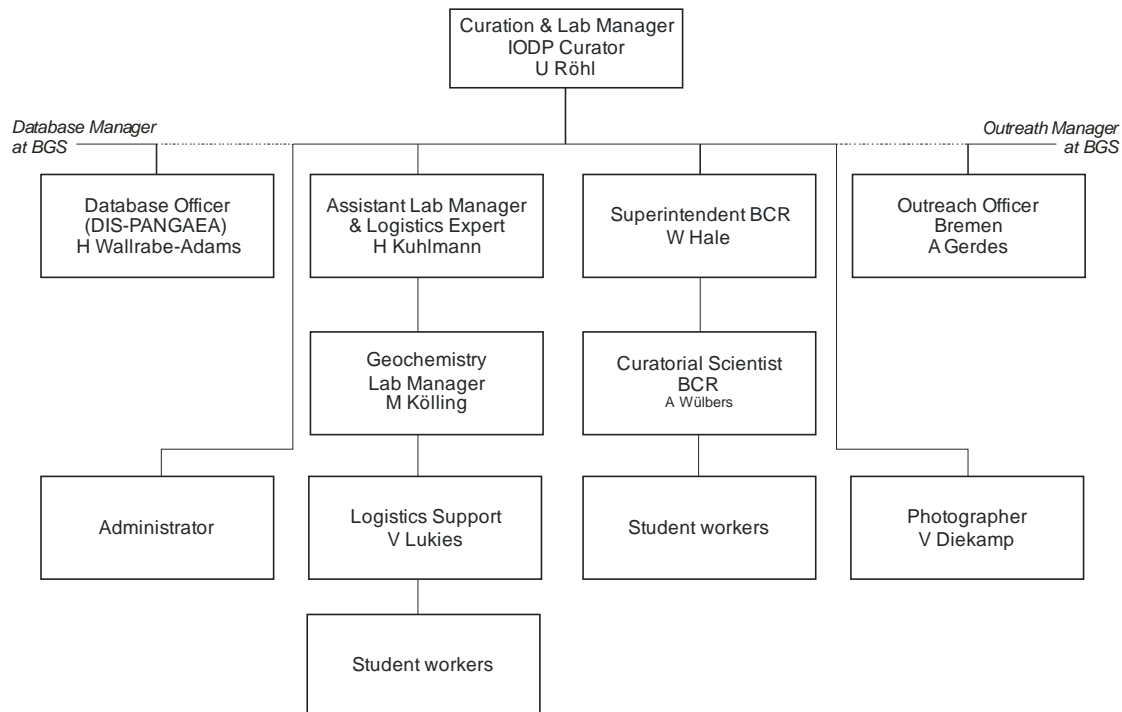 Curation & Lab Manager
IODP Curator
U Röhl
Database Manager
at BGS
Outreath Manager
at BGS
Database Officer
(DIS-PANGAEA)
H Wallrabe-Adams
Assistant Lab Manager
& Logistics Expert
H Kuhlmann
Superintendent BCR
W Hale
Outreach Officer
Bremen
A Gerdes
Geochemistry
Lab Manager
M Kölling
Curatorial Scientist
BCR
A Wülbers
Administrator
Logistics Support
V Lukies
Student workers
Photographer
V Diekamp
Student workers